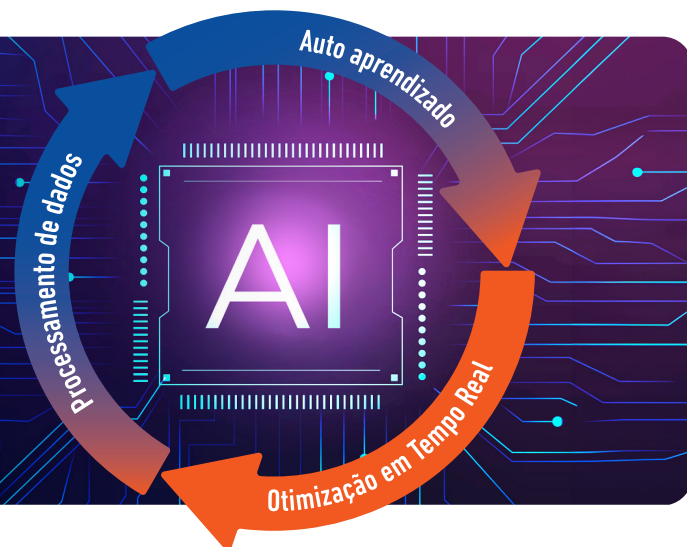 Auto aprendizado
Processamento de dados
AI
Otimização em Tempo Real